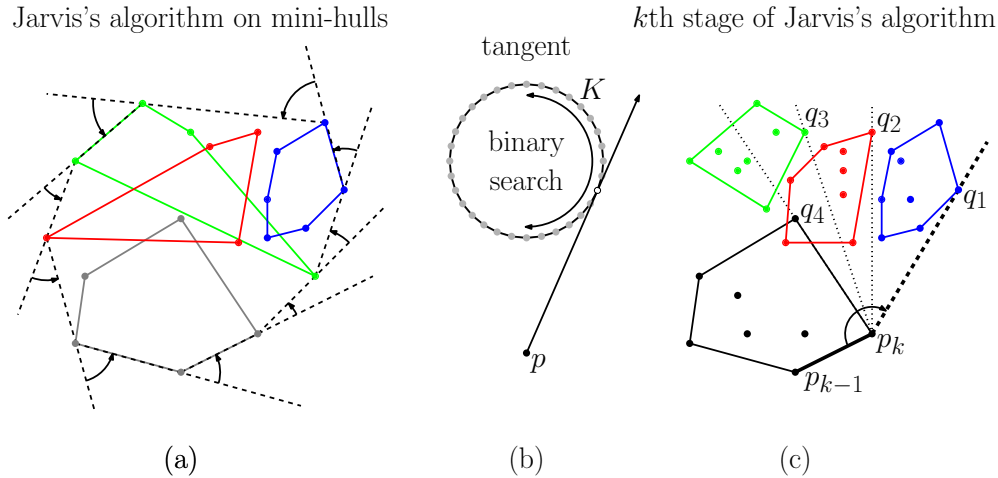 Jarvis's algorithm on mini-hulls
tangent
K
binary
search
p
kth stage of Jarvis's algorithm
q3
q2
q1
q4
pk
pk−1
(a)
(b)
(c)